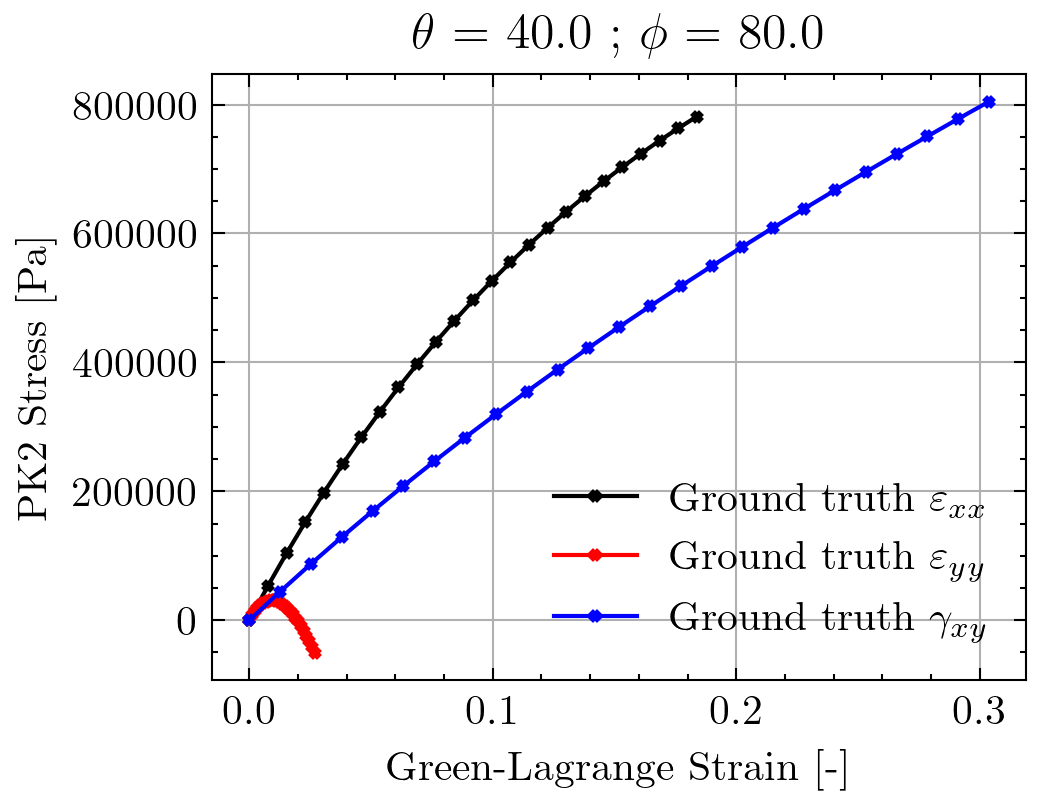 θ = 40.0 ; ϕ = 80.0
PK2 Stress [Pa]
800000
600000
400000
200000
0
Ground truth εxx
Ground truth εyy
Ground truth γxy
0.0 0.1 0.2 0.3
Green-Lagrange Strain [-]